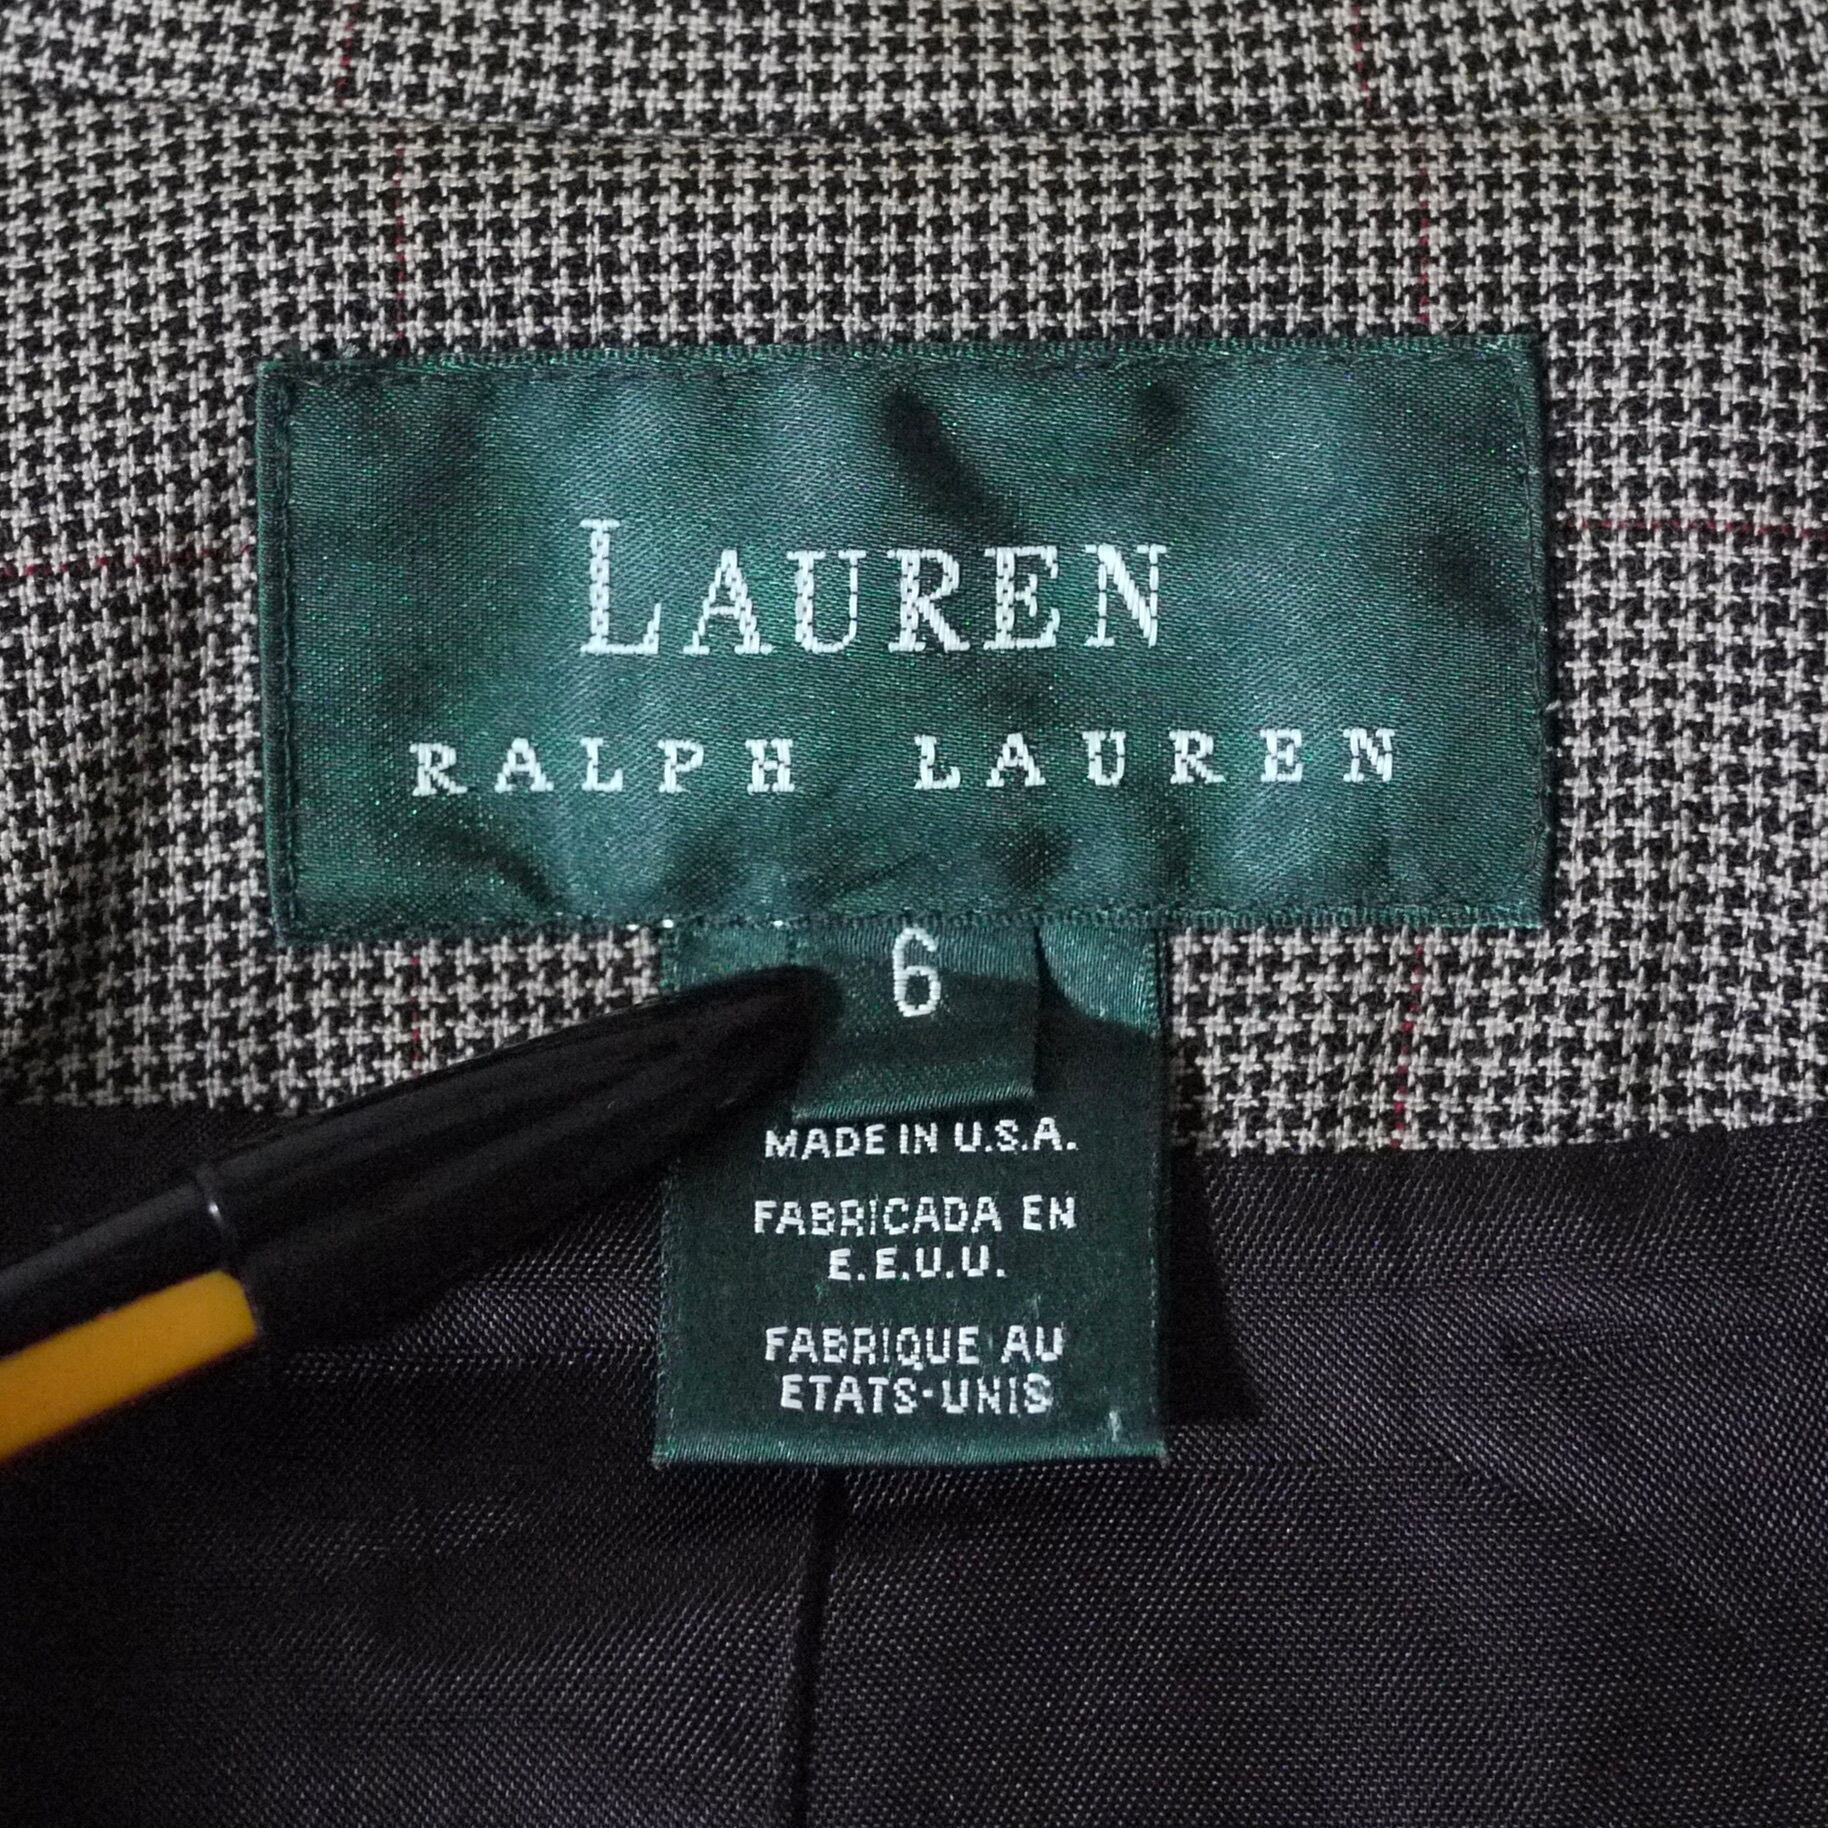 LAUREN
RALPH LAUREN
6
MADE IN U.S.A.
FABRICADA EN
E.E.U.U.
FABRIQUE AU
ETATS-UNIS